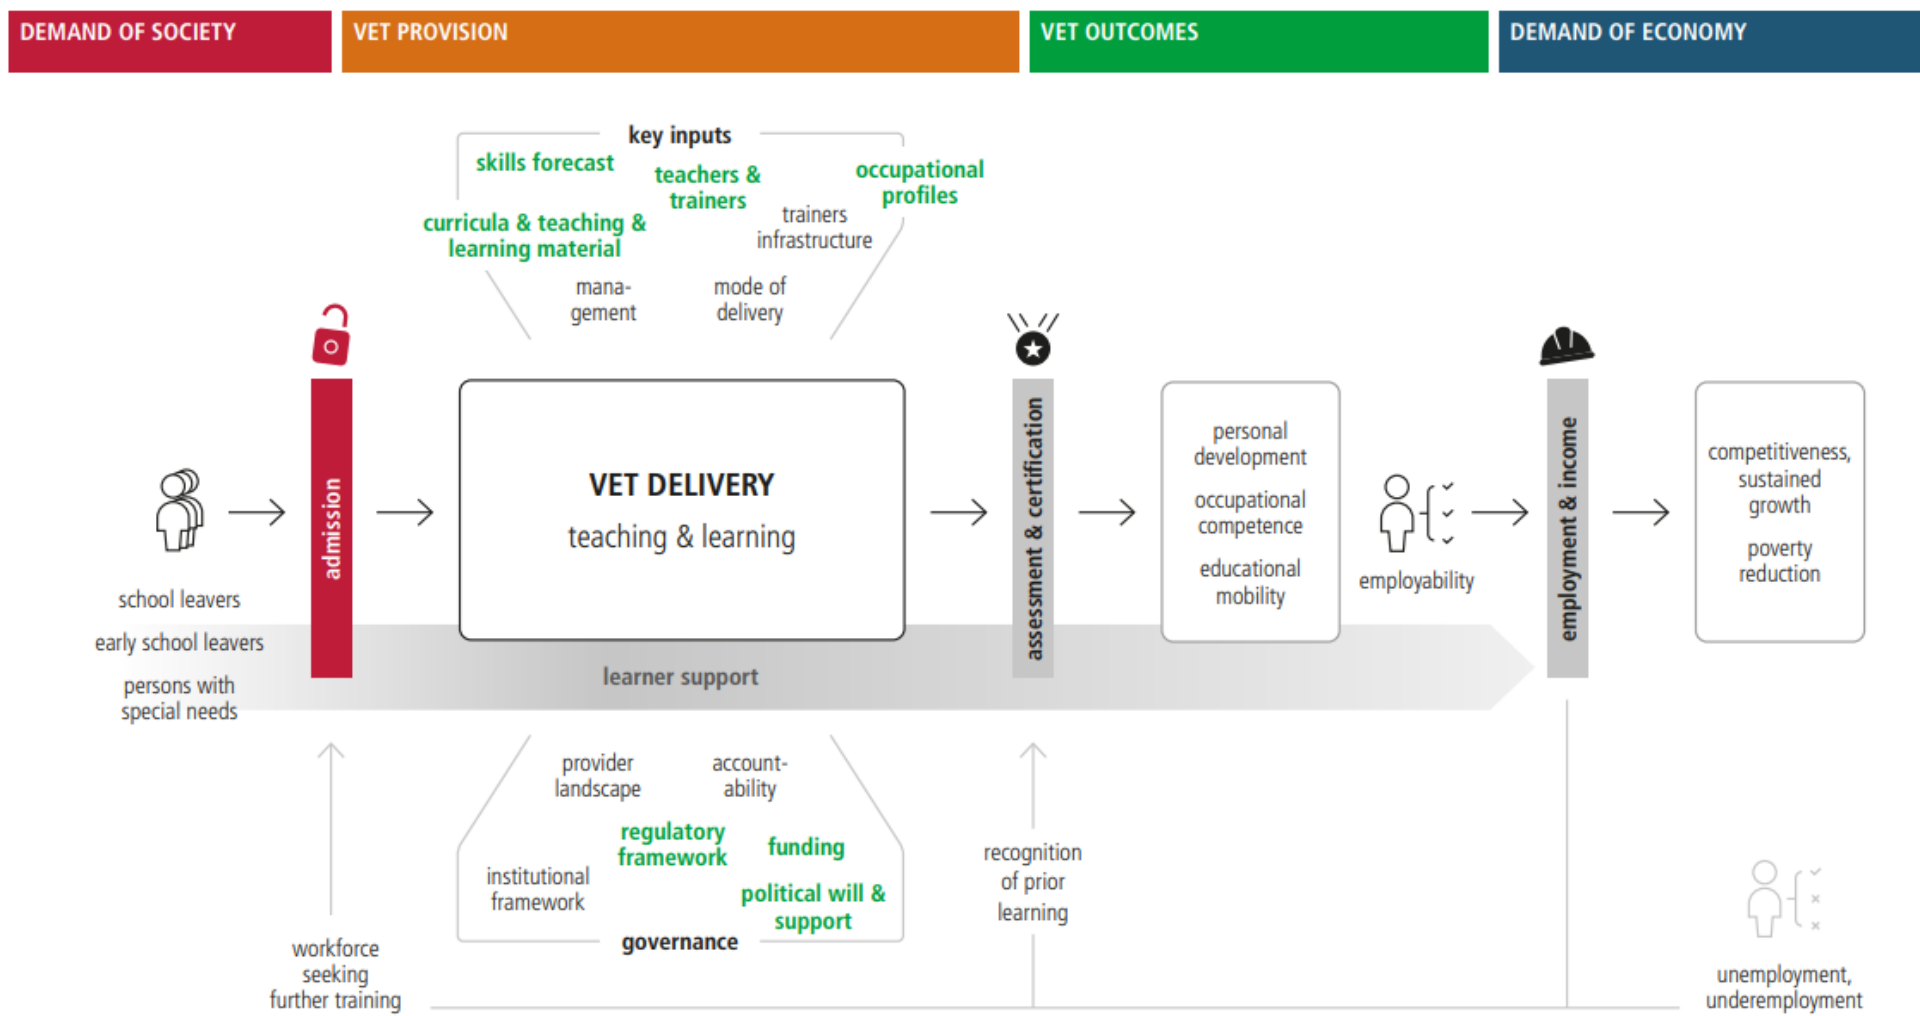 DEMAND OF SOCIETY
VET PROVISION
VET OUTCOMES
DEMAND OF ECONOMY
key inputs
skills forecast
teachers &
trainers
occupational
profiles
curricula & teaching &
learning material
trainers
infrastructure
mana-
gement
mode of
delivery
school leavers
early school leavers
persons with
special needs
admission
VET DELIVERY
teaching & learning
learner support
assessment & certification
personal
development
occupational
competence
educational
mobility
employability
employment & income
competitiveness,
sustained
growth
poverty
reduction
provider
landscape
account-
ability
regulatory
framework
funding
institutional
framework
political will &
support
governance
workforce
seeking
further training
recognition
of prior
learning
unemployment,
underemployment